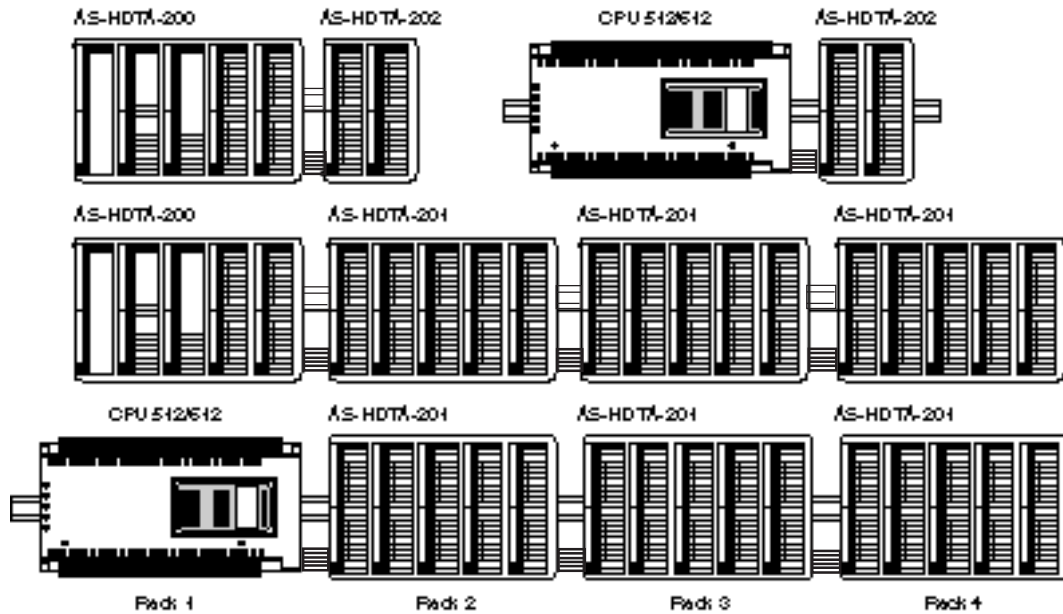 AS-HDTA-200 AS-HDTA-202 CPU 512/612 AS-HDTA-202
AS-HDTA-200 AS-HDTA-201 AS-HDTA-201 AS-HDTA-201
CPU 512/612 AS-HDTA-201 AS-HDTA-201 AS-HDTA-201
Rack 1 Rack 2 Rack 3 Rack 4